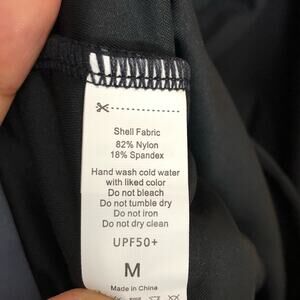 Shell Fabric
82% Nylon
18% Spandex
Hand wash cold water
with liked color
Do not bleach
Do not tumble dry
Do not iron
Do not dry clean
UPF50+
M
Made in China